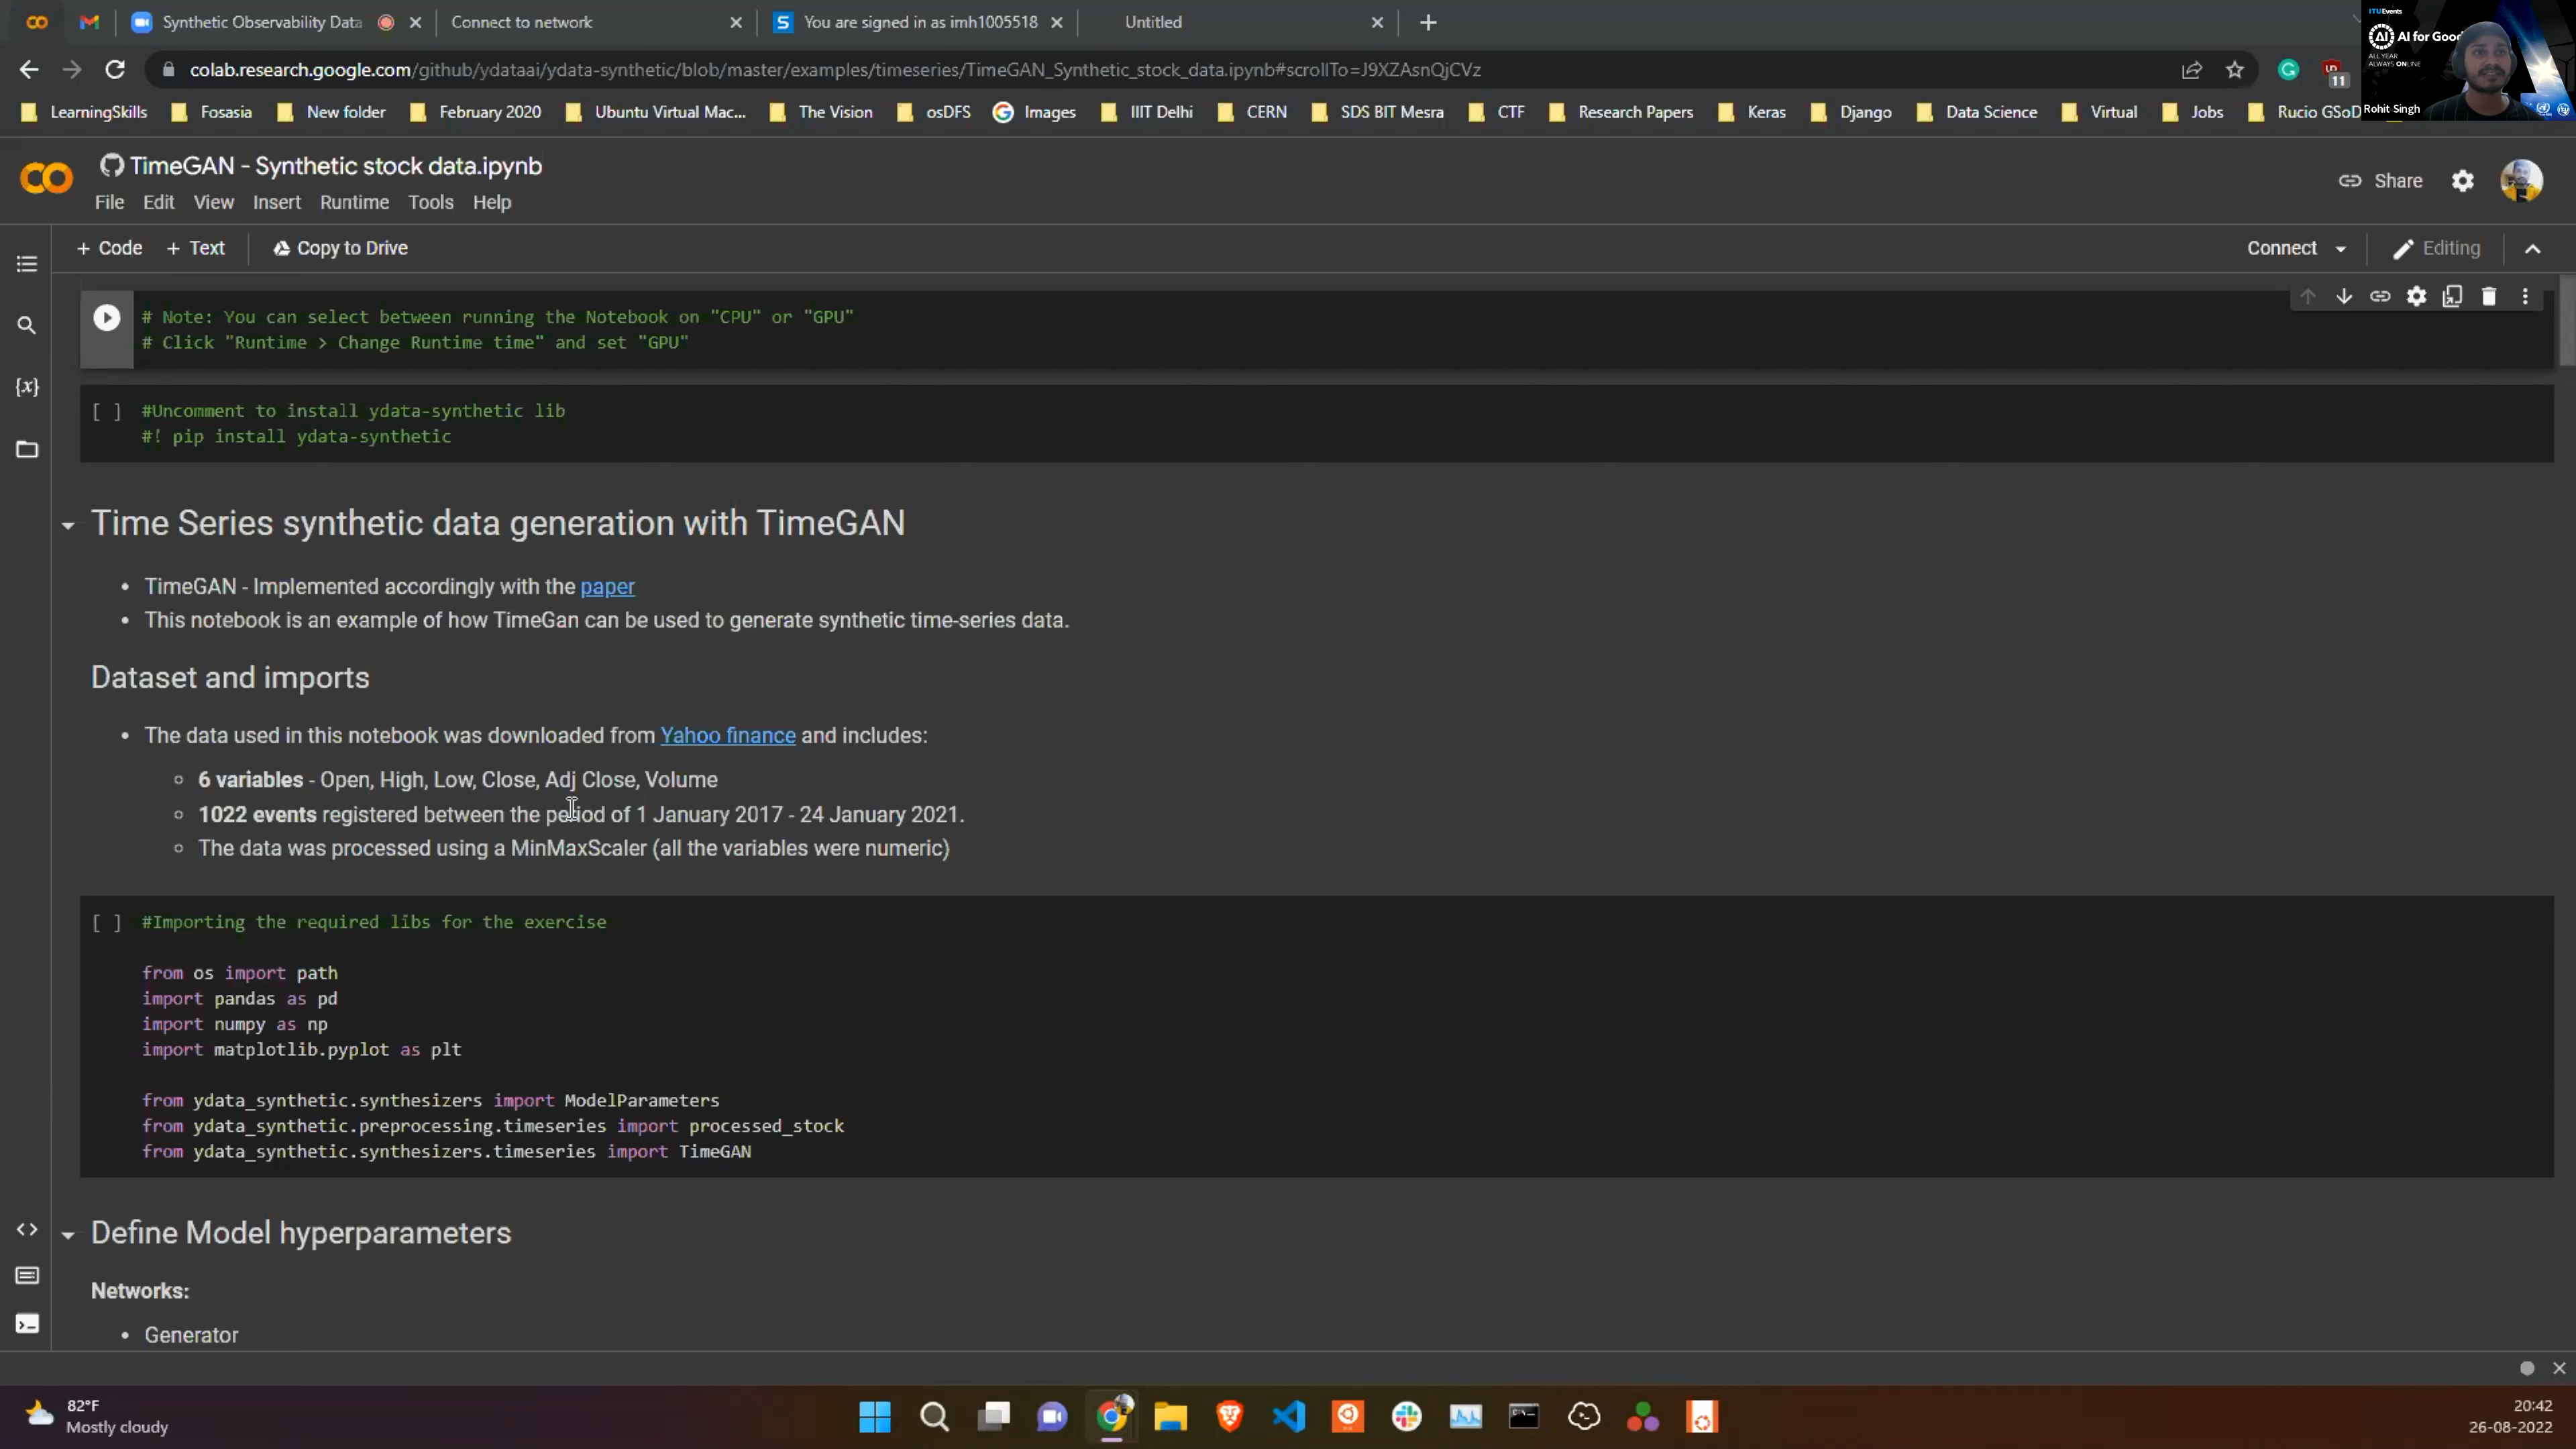 Synthetic Observability Data
Connect to network
You are signed in as imh1005518
Untitled
colab.research.google.com/github/ydataai/ydata-synthetic/blob/master/examples/timeseries/TimeGAN_Synthetic_stock_data.ipynb#scrollTo=J9XZAsnQjCVz
11
ITUEvents
AI for Good
ALL YEAR
ALWAYS ONLINE
Rohit Singh
LearningSkills
Fosasia
New folder
February 2020
Ubuntu Virtual Mac...
The Vision
osDFS
Images
IIIT Delhi
CERN
SDS BIT Mesra
CTF
Research Papers
Keras
Django
Data Science
Virtual
Jobs
Rucio GSoD
TimeGAN - Synthetic stock data.ipynb
File Edit View Insert Runtime Tools Help
Share
+ Code + Text Copy to Drive
Connect
Editing
# Note: You can select between running the Notebook on "CPU" or "GPU"
# Click "Runtime > Change Runtime time" and set "GPU"
[ ] #Uncomment to install ydata-synthetic lib
#! pip install ydata-synthetic
Time Series synthetic data generation with TimeGAN
• TimeGAN - Implemented accordingly with the paper
• This notebook is an example of how TimeGan can be used to generate synthetic time-series data.
Dataset and imports
• The data used in this notebook was downloaded from Yahoo finance and includes:
6 variables - Open, High, Low, Close, Adj Close, Volume
1022 events registered between the period of 1 January 2017 - 24 January 2021.
The data was processed using a MinMaxScaler (all the variables were numeric)
[ ] #Importing the required libs for the exercise
from os import path
import pandas as pd
import numpy as np
import matplotlib.pyplot as plt
from ydata_synthetic.synthesizers import ModelParameters
from ydata_synthetic.preprocessing.timeseries import processed_stock
from ydata_synthetic.synthesizers.timeseries import TimeGAN
Define Model hyperparameters
Networks:
• Generator
82°F
Mostly cloudy
20:42
26-08-2022